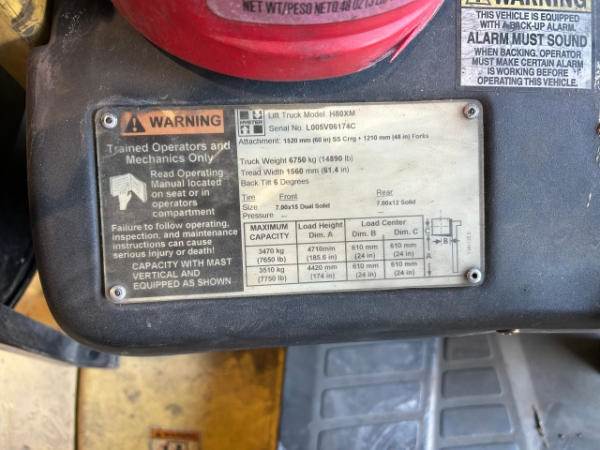 NET WT/PESO NETO.48 OZ
WARNING
THIS VEHICLE IS EQUIPPED
WITH A BACK-UP ALARM.
ALARM MUST SOUND
WHEN BACKING. OPERATOR
MUST MAKE CERTAIN ALARM
IS WORKING BEFORE
OPERATING THIS VEHICLE.
WARNING
Trained Operators and
Mechanics Only
Read Operating
Manual located
on seat or in
operators
compartment
Failure to follow operating,
inspection, and maintenance
instructions can cause
serious injury or death!
CAPACITY WITH MAST
VERTICAL AND
EQUIPPED AS SHOWN
HYSTER
Lift Truck Model H80XM
Serial No. L005V06174C
Attachment: 1520 mm (60 in) SS Crrg + 1210 mm (48 in) Forks
Truck Weight 6750 kg (14890 lb)
Tread Width 1560 mm (61.4 in)
Back Tilt 6 Degrees
Tire Front Rear
Size 7.00x15 Dual Solid 7.00x12 Solid
Pressure -- --
MAXIMUM CAPACITY Load Height Dim. A Load Center Dim. B Dim. C
3470 kg (7650 lb) 4710mm (185.6 in) 610 mm (24 in) 610 mm (24 in)
3510 kg (7750 lb) 4420 mm (174 in) 610 mm (24 in) 610 mm (24 in)
C
B
A